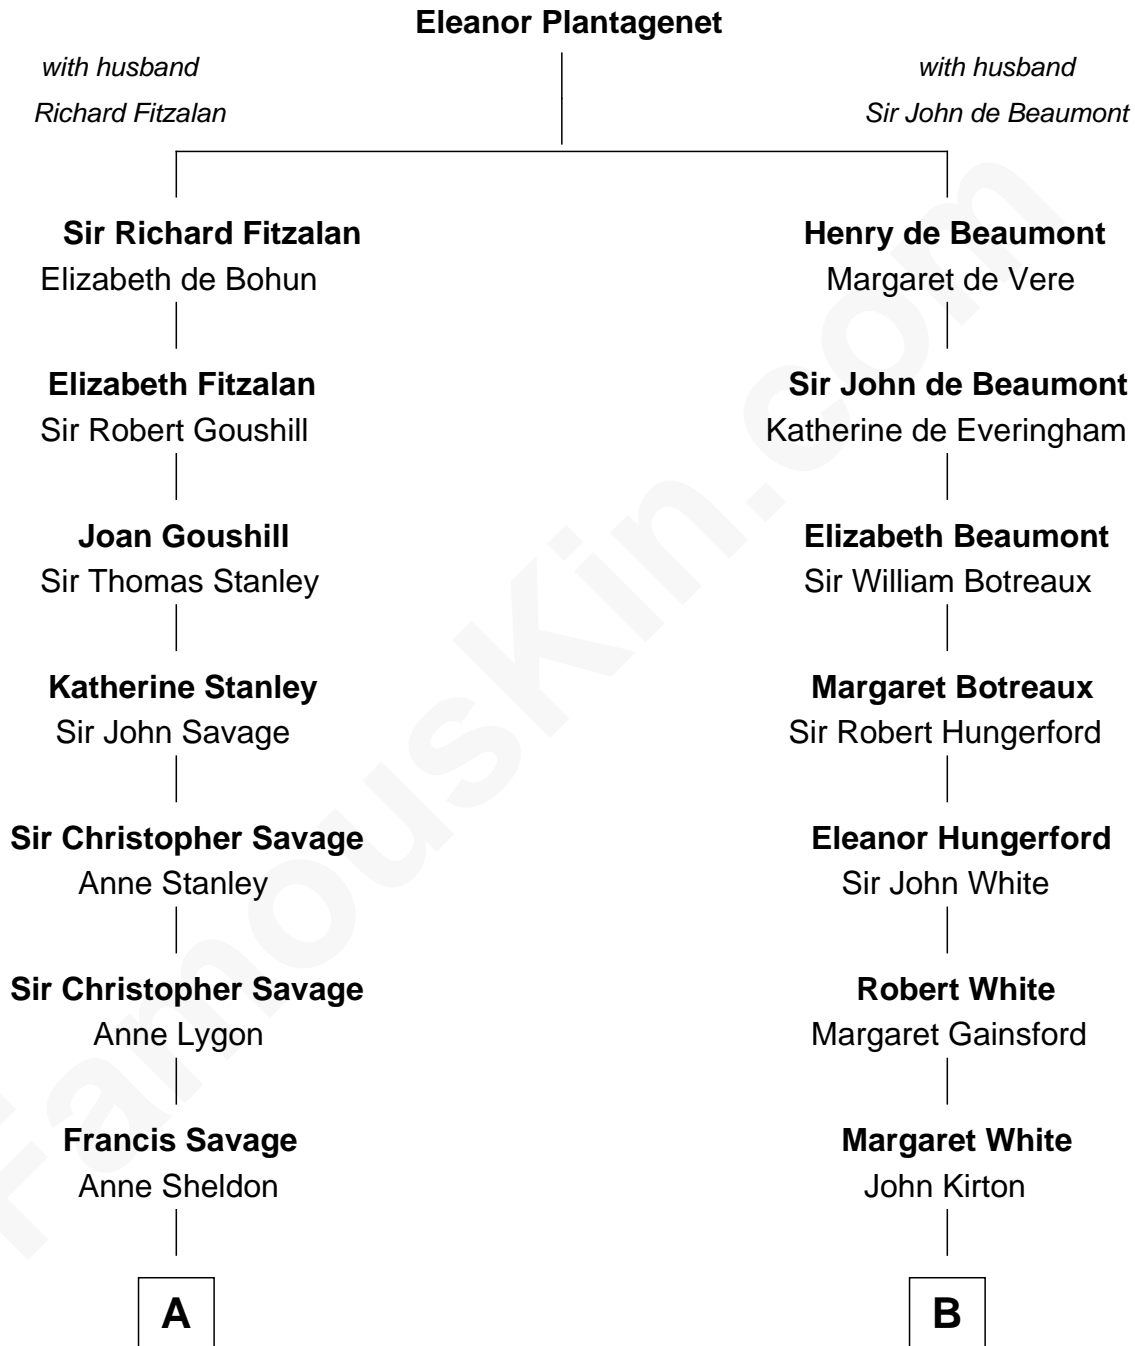 Eleanor Plantagenet
with husband
Richard Fitzalan
with husband
Sir John de Beaumont
Sir Richard Fitzalan
Elizabeth de Bohun
Henry de Beaumont
Margaret de Vere
Elizabeth Fitzalan
Sir Robert Goushill
Sir John de Beaumont
Katherine de Everingham
Joan Goushill
Sir Thomas Stanley
Elizabeth Beaumont
Sir William Botreaux
Katherine Stanley
Sir John Savage
Margaret Botreaux
Sir Robert Hungerford
Sir Christopher Savage
Anne Stanley
Eleanor Hungerford
Sir John White
Sir Christopher Savage
Anne Lygon
Robert White
Margaret Gainsford
Francis Savage
Anne Sheldon
Margaret White
John Kirton
A
B
FamousKin.com